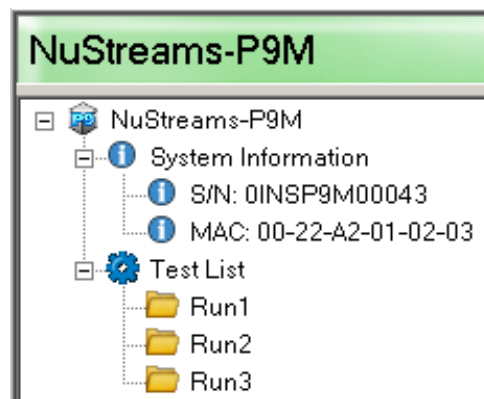 NuStreams-P9M
NuStreams-P9M
System Information
S/N: 0INSP9M00043
MAC: 00-22-A2-01-02-03
Test List
Run1
Run2
Run3